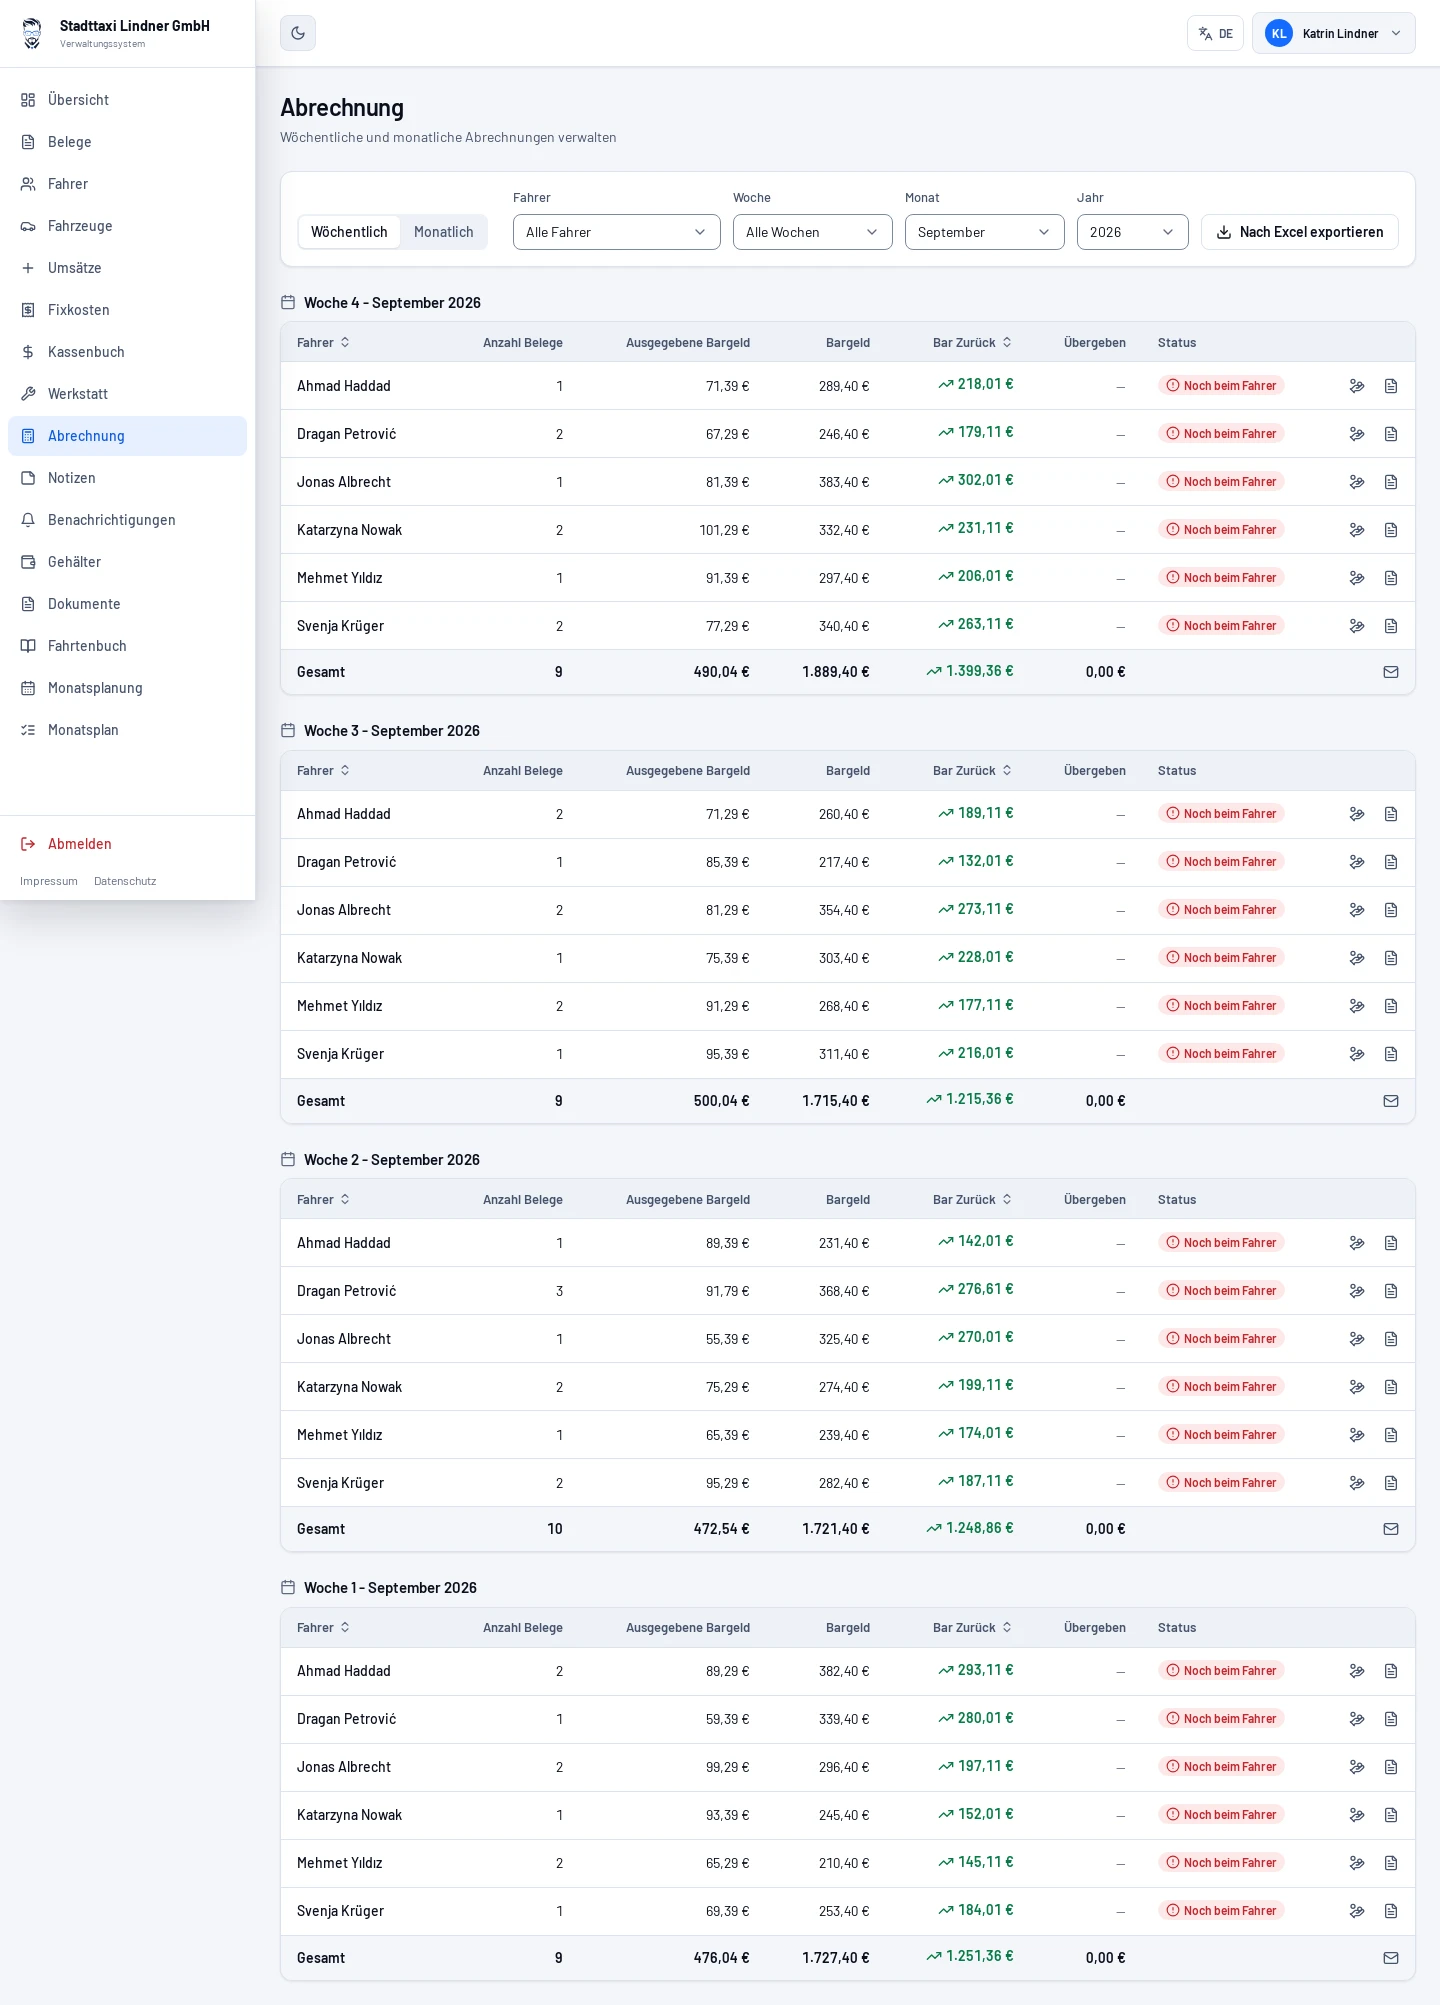 Stadttaxi Lindner GmbH
Verwaltungssystem
DE
KL Katrin Lindner
Übersicht
Belege
Fahrer
Fahrzeuge
Umsätze
Fixkosten
Kassenbuch
Werkstatt
Abrechnung
Notizen
Benachrichtigungen
Gehälter
Dokumente
Fahrtenbuch
Monatsplanung
Monatsplan
Abmelden
Impressum Datenschutz
Abrechnung
Wöchentliche und monatliche Abrechnungen verwalten
Fahrer Woche Monat Jahr
Wöchentlich Monatlich Alle Fahrer Alle Wochen September 2026 Nach Excel exportieren
Woche 4 - September 2026
Fahrer Anzahl Belege Ausgegebene Bargeld Bargeld Bar Zurück Übergeben Status
Ahmad Haddad 1 71,39 € 289,40 € 218,01 € — Noch beim Fahrer
Dragan Petrović 2 67,29 € 246,40 € 179,11 € — Noch beim Fahrer
Jonas Albrecht 1 81,39 € 383,40 € 302,01 € — Noch beim Fahrer
Katarzyna Nowak 2 101,29 € 332,40 € 231,11 € — Noch beim Fahrer
Mehmet Yıldız 1 91,39 € 297,40 € 206,01 € — Noch beim Fahrer
Svenja Krüger 2 77,29 € 340,40 € 263,11 € — Noch beim Fahrer
Gesamt 9 490,04 € 1.889,40 € 1.399,36 € 0,00 €
Woche 3 - September 2026
Fahrer Anzahl Belege Ausgegebene Bargeld Bargeld Bar Zurück Übergeben Status
Ahmad Haddad 2 71,29 € 260,40 € 189,11 € — Noch beim Fahrer
Dragan Petrović 1 85,39 € 217,40 € 132,01 € — Noch beim Fahrer
Jonas Albrecht 2 81,29 € 354,40 € 273,11 € — Noch beim Fahrer
Katarzyna Nowak 1 75,39 € 303,40 € 228,01 € — Noch beim Fahrer
Mehmet Yıldız 2 91,29 € 268,40 € 177,11 € — Noch beim Fahrer
Svenja Krüger 1 95,39 € 311,40 € 216,01 € — Noch beim Fahrer
Gesamt 9 500,04 € 1.715,40 € 1.215,36 € 0,00 €
Woche 2 - September 2026
Fahrer Anzahl Belege Ausgegebene Bargeld Bargeld Bar Zurück Übergeben Status
Ahmad Haddad 1 89,39 € 231,40 € 142,01 € — Noch beim Fahrer
Dragan Petrović 3 91,79 € 368,40 € 276,61 € — Noch beim Fahrer
Jonas Albrecht 1 55,39 € 325,40 € 270,01 € — Noch beim Fahrer
Katarzyna Nowak 2 75,29 € 274,40 € 199,11 € — Noch beim Fahrer
Mehmet Yıldız 1 65,39 € 239,40 € 174,01 € — Noch beim Fahrer
Svenja Krüger 2 95,29 € 282,40 € 187,11 € — Noch beim Fahrer
Gesamt 10 472,54 € 1.721,40 € 1.248,86 € 0,00 €
Woche 1 - September 2026
Fahrer Anzahl Belege Ausgegebene Bargeld Bargeld Bar Zurück Übergeben Status
Ahmad Haddad 2 89,29 € 382,40 € 293,11 € — Noch beim Fahrer
Dragan Petrović 1 59,39 € 339,40 € 280,01 € — Noch beim Fahrer
Jonas Albrecht 2 99,29 € 296,40 € 197,11 € — Noch beim Fahrer
Katarzyna Nowak 1 93,39 € 245,40 € 152,01 € — Noch beim Fahrer
Mehmet Yıldız 2 65,29 € 210,40 € 145,11 € — Noch beim Fahrer
Svenja Krüger 1 69,39 € 253,40 € 184,01 € — Noch beim Fahrer
Gesamt 9 476,04 € 1.727,40 € 1.251,36 € 0,00 €